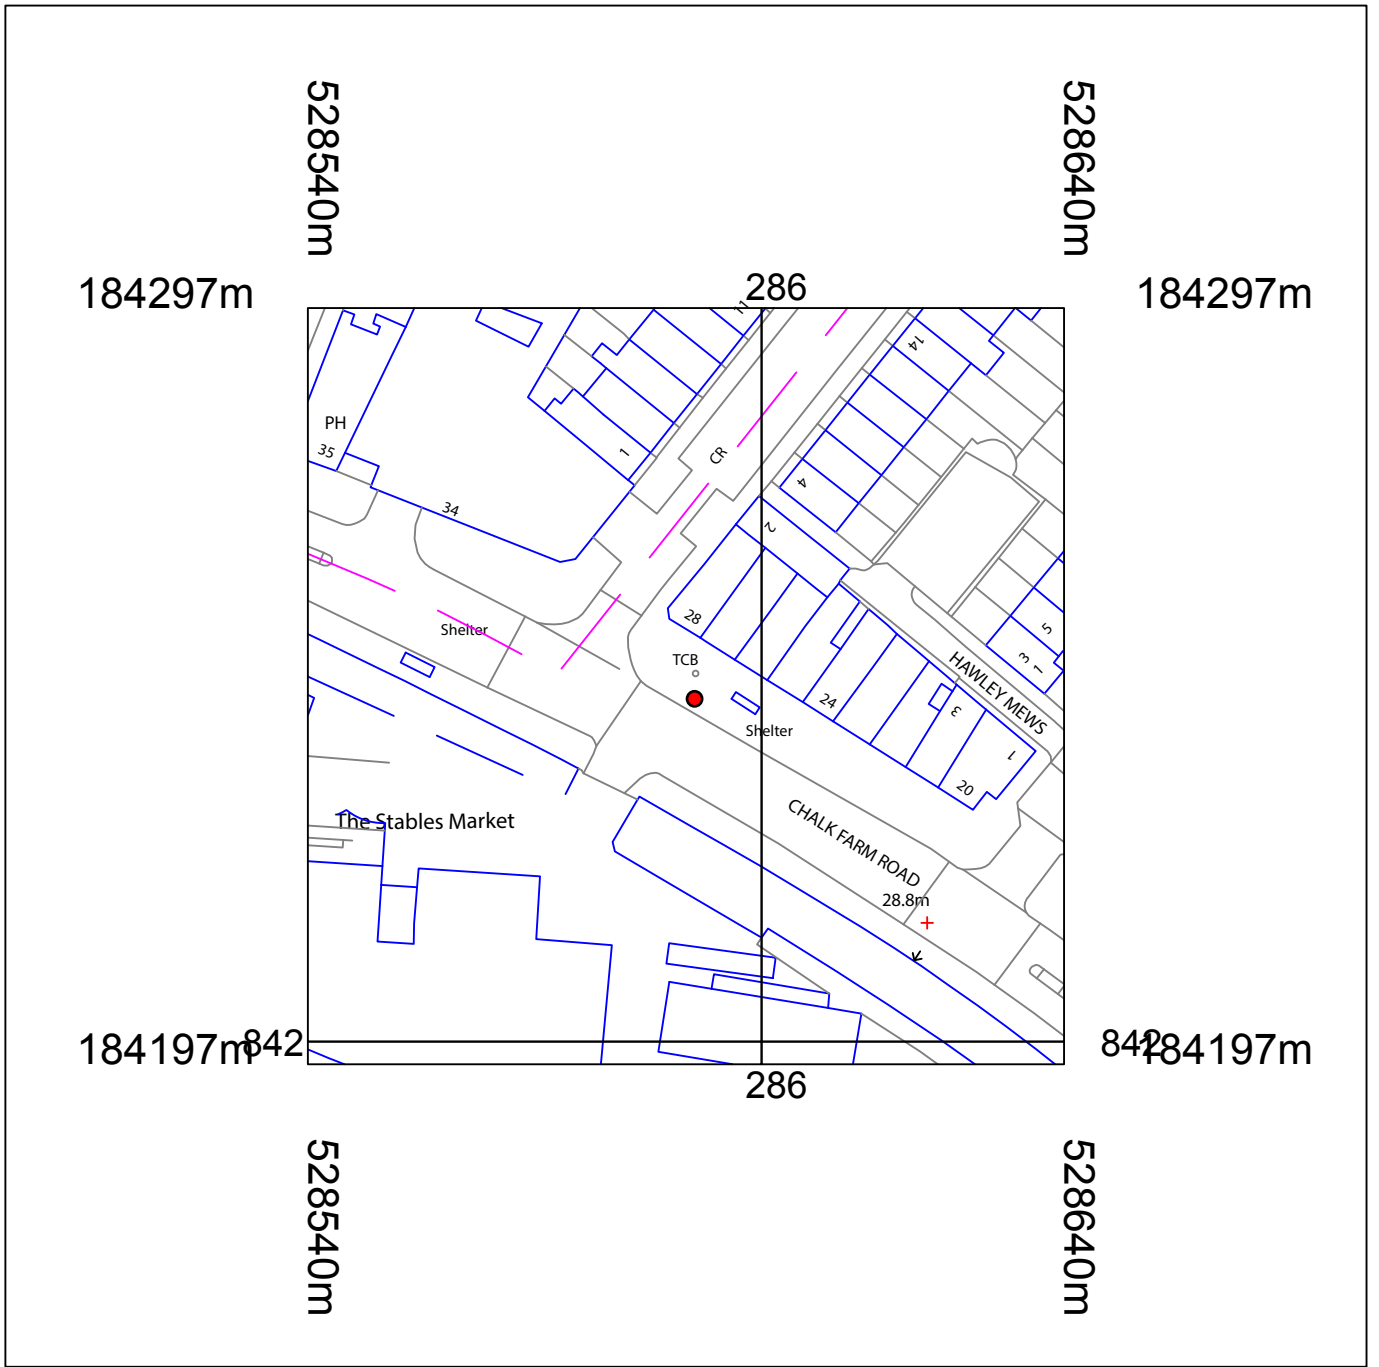 528540m
528640m
184297m
286
184297m
11
14
PH
35
CR
1
4
34
2
28
Shelter
TCB
5
3
1
HAWLEY MEWS
24
3
Shelter
1
20
CHALK FARM ROAD
The Stables Market
28.8m
184197m
842
842
184197m
286
528540m
528640m